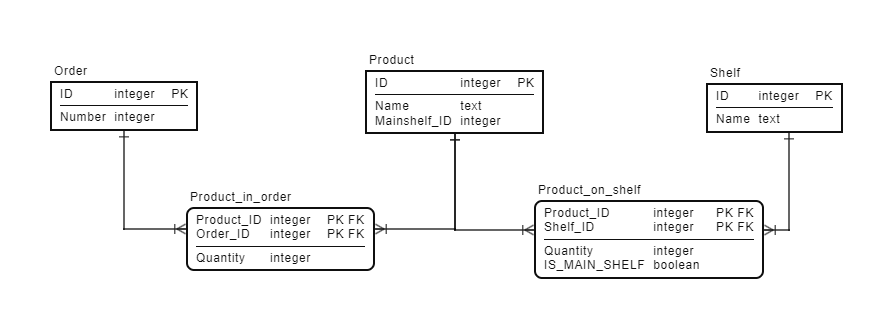 Order
ID integer PK
Number integer
Product
ID integer PK
Name text
Mainshelf_ID integer
Shelf
ID integer PK
Name text
Product_in_order
Product_ID integer PK FK
Order_ID integer PK FK
Quantity integer
Product_on_shelf
Product_ID integer PK FK
Shelf_ID integer PK FK
Quantity integer
IS_MAIN_SHELF boolean